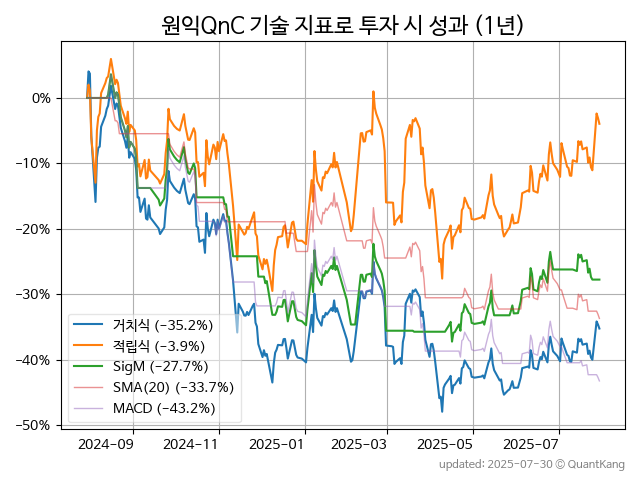 원익QnC 기술 지표로 투자 시 성과 (1년)
0%
−10%
−20%
−30%
−40%
−50%
거치식 (−35.2%)
적립식 (−3.9%)
SigM (−27.7%)
SMA(20) (−33.7%)
MACD (−43.2%)
2024-09 2024-11 2025-01 2025-03 2025-05 2025-07
updated: 2025-07-30 © QuantKang